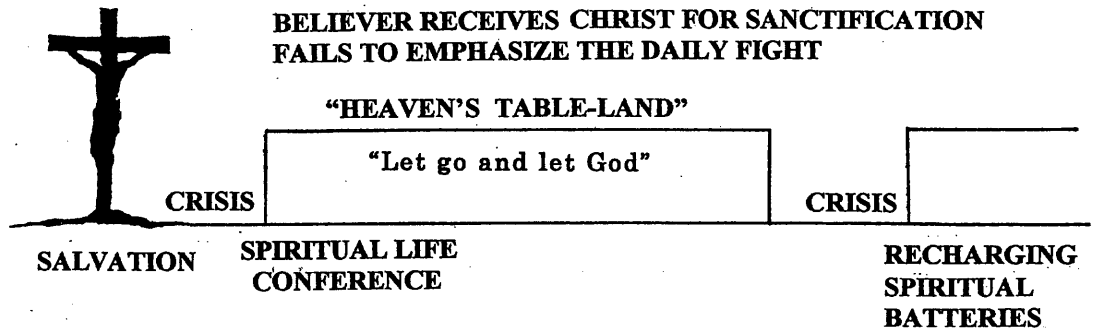 BELIEVER RECEIVES CHRIST FOR SANCTIFICATION
FAILS TO EMPHASIZE THE DAILY FIGHT
“HEAVEN’S TABLE-LAND”
“Let go and let God”
CRISIS
CRISIS
SALVATION
SPIRITUAL LIFE
CONFERENCE
RECHARGING
SPIRITUAL
BATTERIES